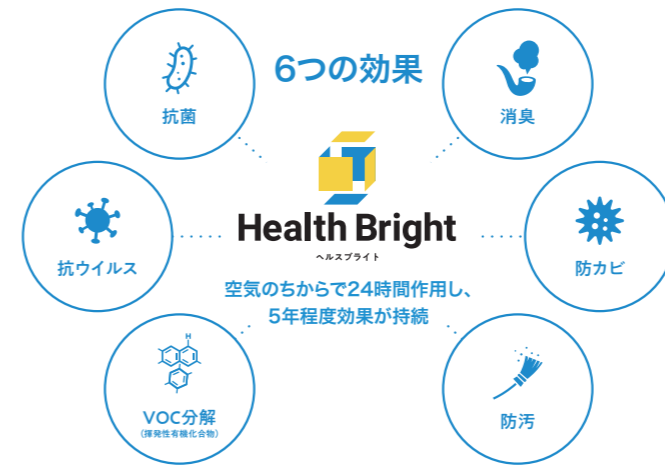 6つの効果
抗菌
消臭
Health Bright
ヘルスブライト
抗ウイルス
防カビ
空気のちからで24時間作用し、
5年程度効果が持続
H
VOC分解
(揮発性有機化合物)
防汚